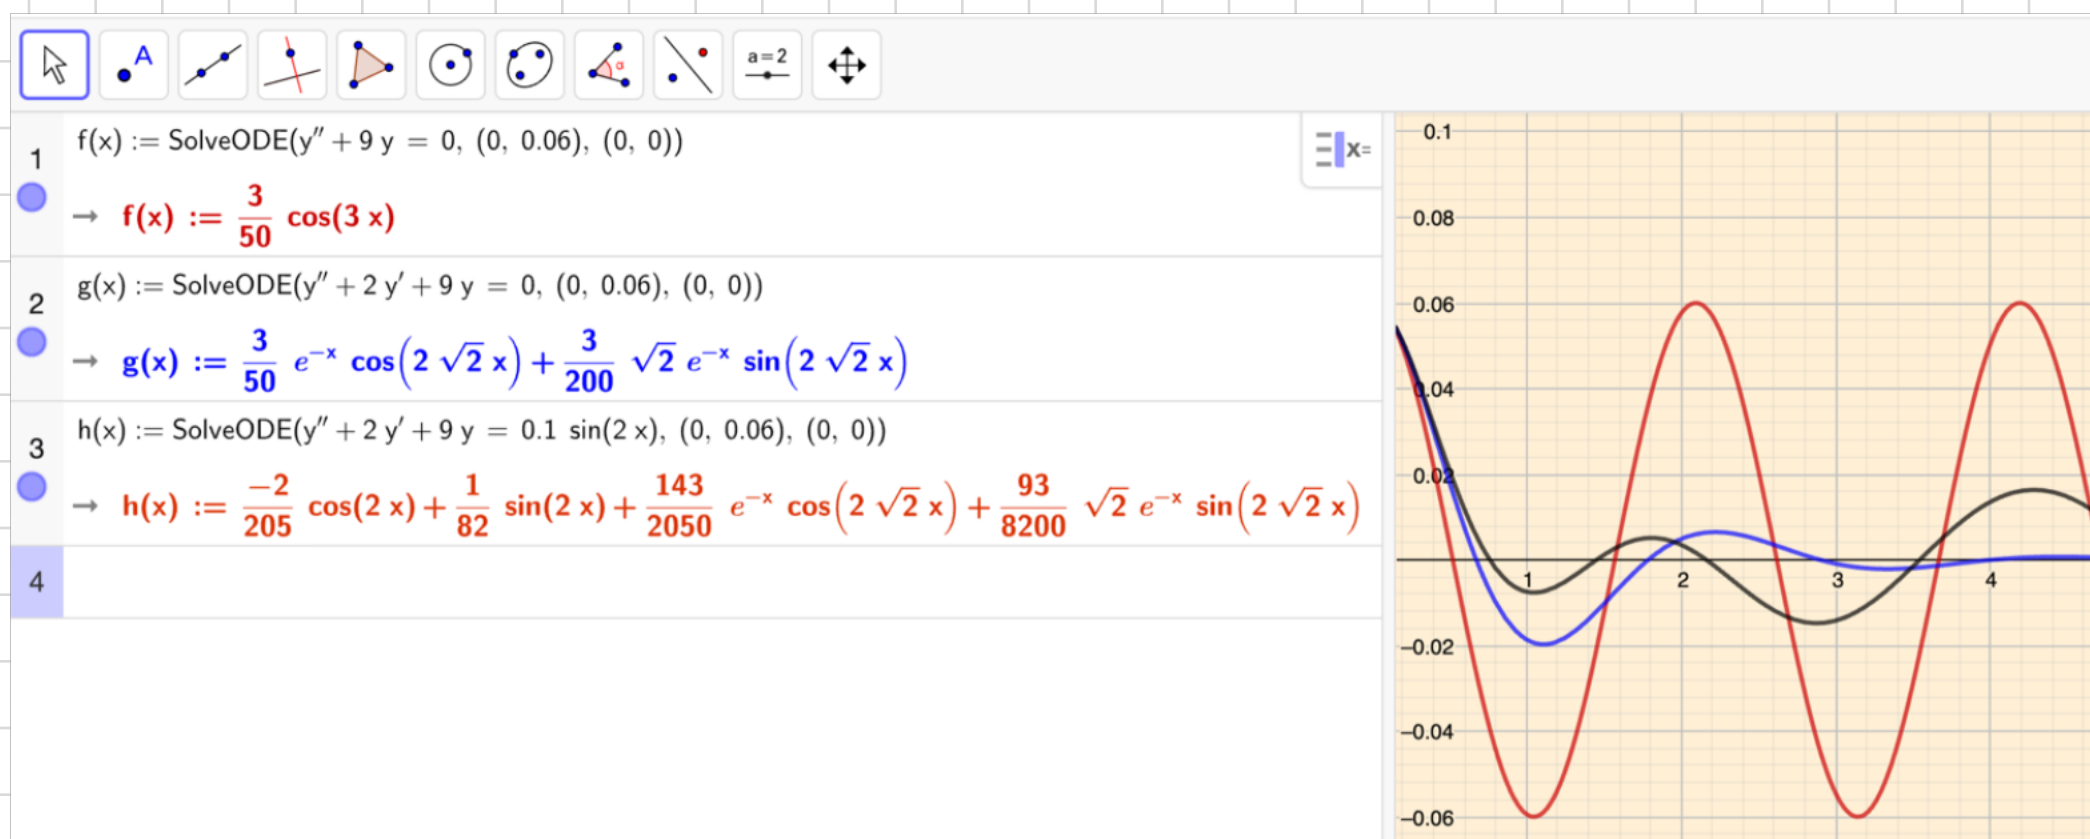 A
α
a = 2
1
f(x) := SolveODE(y″ + 9 y = 0, (0, 0.06), (0, 0))
→ f(x) := 3/50 cos(3 x)
2
g(x) := SolveODE(y″ + 2 y′ + 9 y = 0, (0, 0.06), (0, 0))
→ g(x) := 3/50 e^(−x) cos(2 √2 x) + 3/200 √2 e^(−x) sin(2 √2 x)
3
h(x) := SolveODE(y″ + 2 y′ + 9 y = 0.1 sin(2 x), (0, 0.06), (0, 0))
→ h(x) := −2/205 cos(2 x) + 1/82 sin(2 x) + 143/2050 e^(−x) cos(2 √2 x) + 93/8200 √2 e^(−x) sin(2 √2 x)
4
x=
0.1
0.08
0.06
0.04
0.02
1 2 3 4
−0.02
−0.04
−0.06